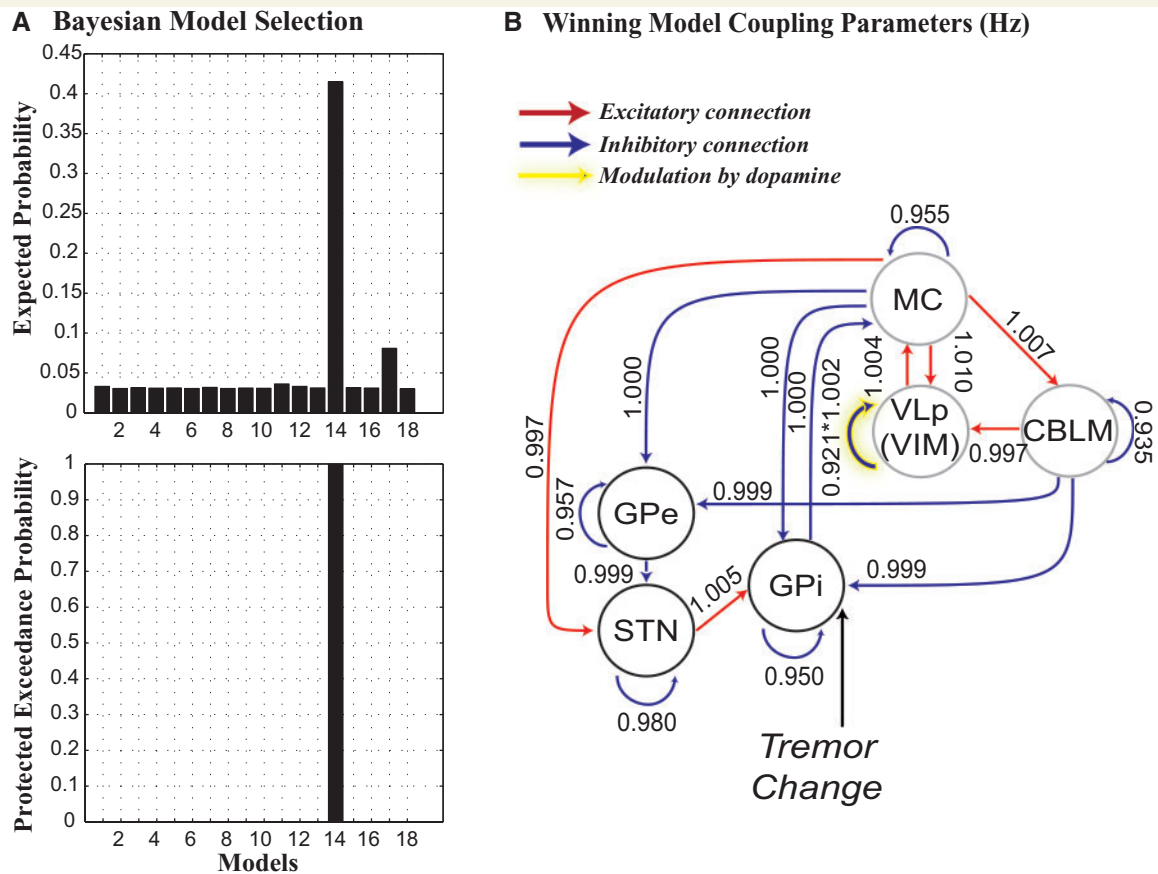 A Bayesian Model Selection
Expected Probability
0.45
0.4
0.35
0.3
0.25
0.2
0.15
0.1
0.05
0
2 4 6 8 10 12 14 16 18
Protected Exceedance Probability
1
0.9
0.8
0.7
0.6
0.5
0.4
0.3
0.2
0.1
0
2 4 6 8 10 12 14 16 18
Models
B Winning Model Coupling Parameters (Hz)
Excitatory connection
Inhibitory connection
Modulation by dopamine
0.955
MC
1.007
1.004
1.010
VLp
(VIM)
0.997
CBLM
0.935
0.997
1.000
1.000
1.000
0.921*1.002
0.957
GPe
0.999
0.999
STN
1.005
GPi
0.999
0.980
0.950
Tremor
Change